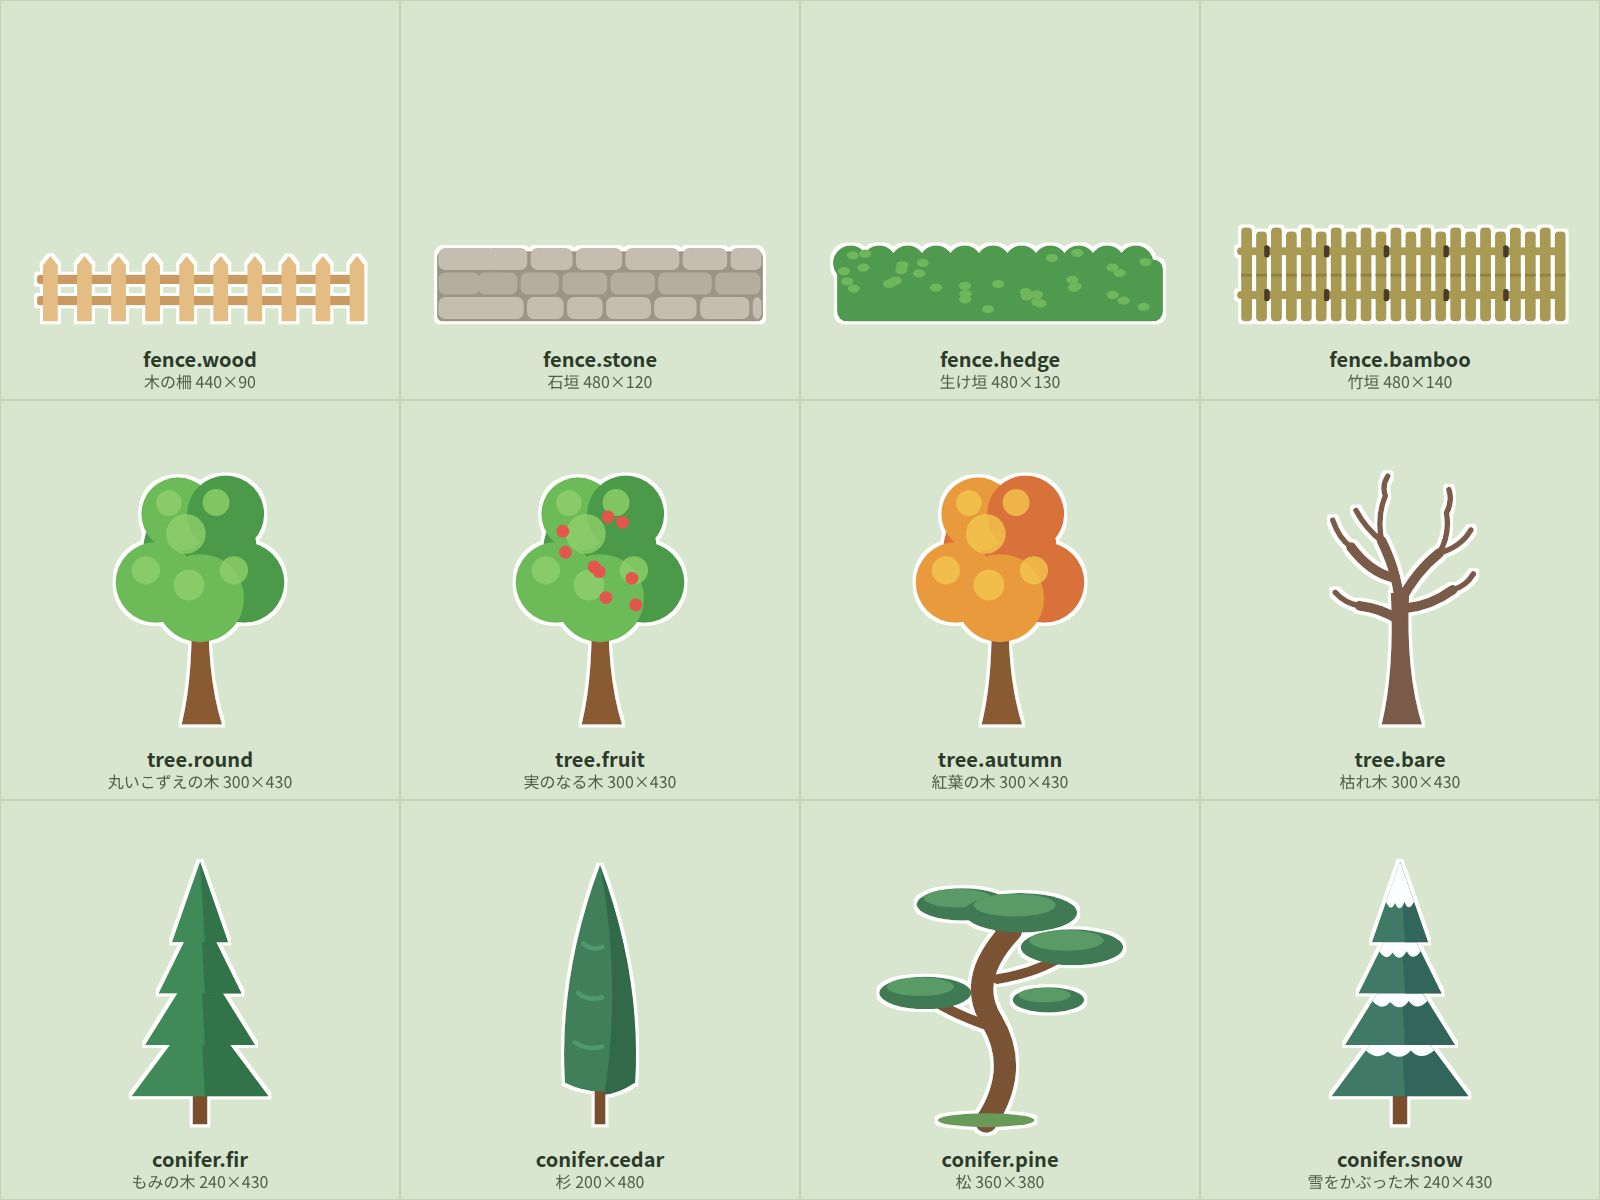 fence.wood
木の柵 440×90
fence.stone
石垣 480×120
fence.hedge
生け垣 480×130
fence.bamboo
竹垣 480×140
tree.round
丸いこずえの木 300×430
tree.fruit
実のなる木 300×430
tree.autumn
紅葉の木 300×430
tree.bare
枯れ木 300×430
conifer.fir
もみの木 240×430
conifer.cedar
杉 200×480
conifer.pine
松 360×380
conifer.snow
雪をかぶった木 240×430